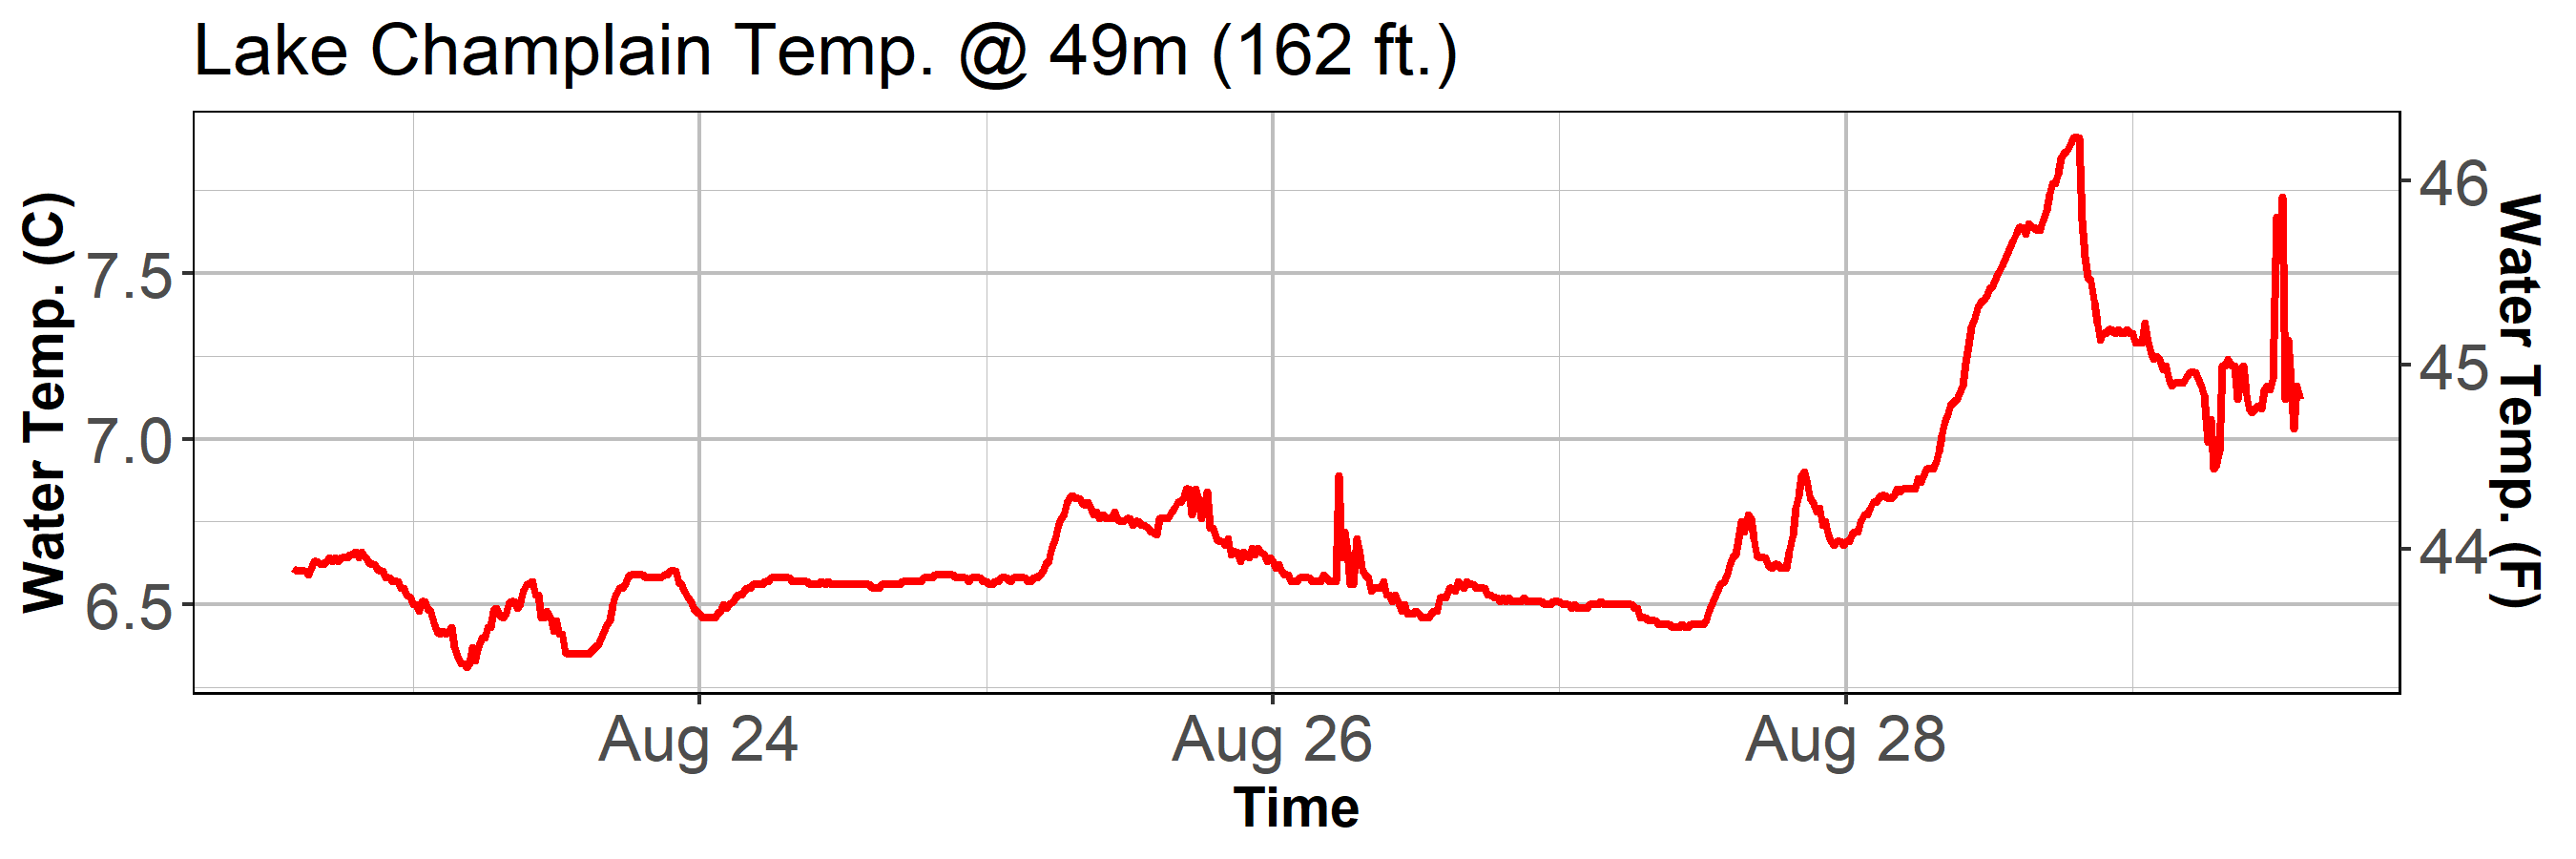 Lake Champlain Temp. @ 49m (162 ft.)
Water Temp. (C)
7.5
7.0
6.5
46
45
44
Water Temp. (F)
Aug 24 Aug 26 Aug 28
Time